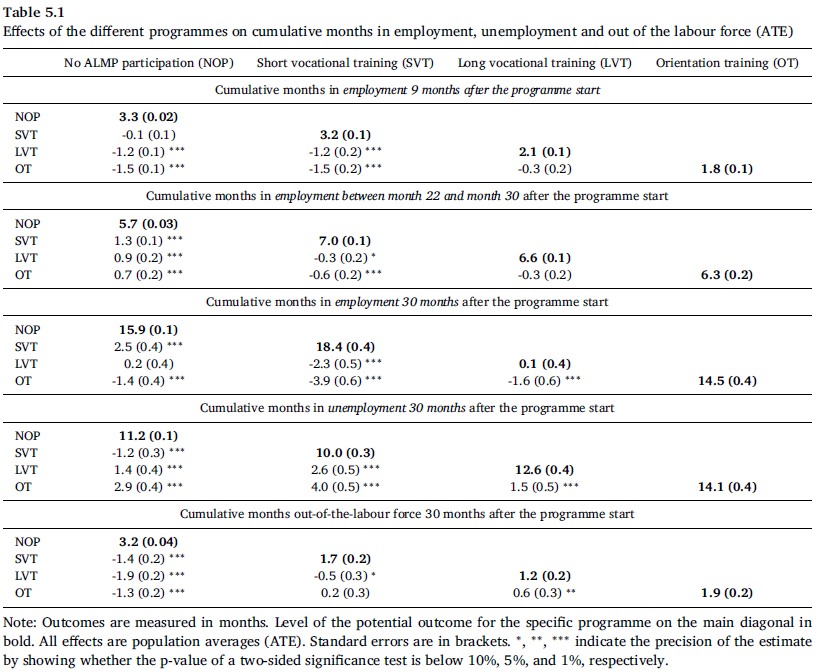 Table 5.1
Effects of the different programmes on cumulative months in employment, unemployment and out of the labour force (ATE)
No ALMP participation (NOP) Short vocational training (SVT) Long vocational training (LVT) Orientation training (OT)
Cumulative months in employment 9 months after the programme start
NOP 3.3 (0.02)
SVT -0.1 (0.1) 3.2 (0.1)
LVT -1.2 (0.1) *** -1.2 (0.2) *** 2.1 (0.1)
OT -1.5 (0.1) *** -1.5 (0.2) *** -0.3 (0.2) 1.8 (0.1)
Cumulative months in employment between month 22 and month 30 after the programme start
NOP 5.7 (0.03)
SVT 1.3 (0.1) *** 7.0 (0.1)
LVT 0.9 (0.2) *** -0.3 (0.2) * 6.6 (0.1)
OT 0.7 (0.2) *** -0.6 (0.2) *** -0.3 (0.2) 6.3 (0.2)
Cumulative months in employment 30 months after the programme start
NOP 15.9 (0.1)
SVT 2.5 (0.4) *** 18.4 (0.4)
LVT 0.2 (0.4) -2.3 (0.5) *** 0.1 (0.4)
OT -1.4 (0.4) *** -3.9 (0.6) *** -1.6 (0.6) *** 14.5 (0.4)
Cumulative months in unemployment 30 months after the programme start
NOP 11.2 (0.1)
SVT -1.2 (0.3) *** 10.0 (0.3)
LVT 1.4 (0.4) *** 2.6 (0.5) *** 12.6 (0.4)
OT 2.9 (0.4) *** 4.0 (0.5) *** 1.5 (0.5) *** 14.1 (0.4)
Cumulative months out-of-the-labour force 30 months after the programme start
NOP 3.2 (0.04)
SVT -1.4 (0.2) *** 1.7 (0.2)
LVT -1.9 (0.2) *** -0.5 (0.3) * 1.2 (0.2)
OT -1.3 (0.2) *** 0.2 (0.3) 0.6 (0.3) ** 1.9 (0.2)
Note: Outcomes are measured in months. Level of the potential outcome for the specific programme on the main diagonal in
bold. All effects are population averages (ATE). Standard errors are in brackets. *, **, *** indicate the precision of the estimate
by showing whether the p-value of a two-sided significance test is below 10%, 5%, and 1%, respectively.